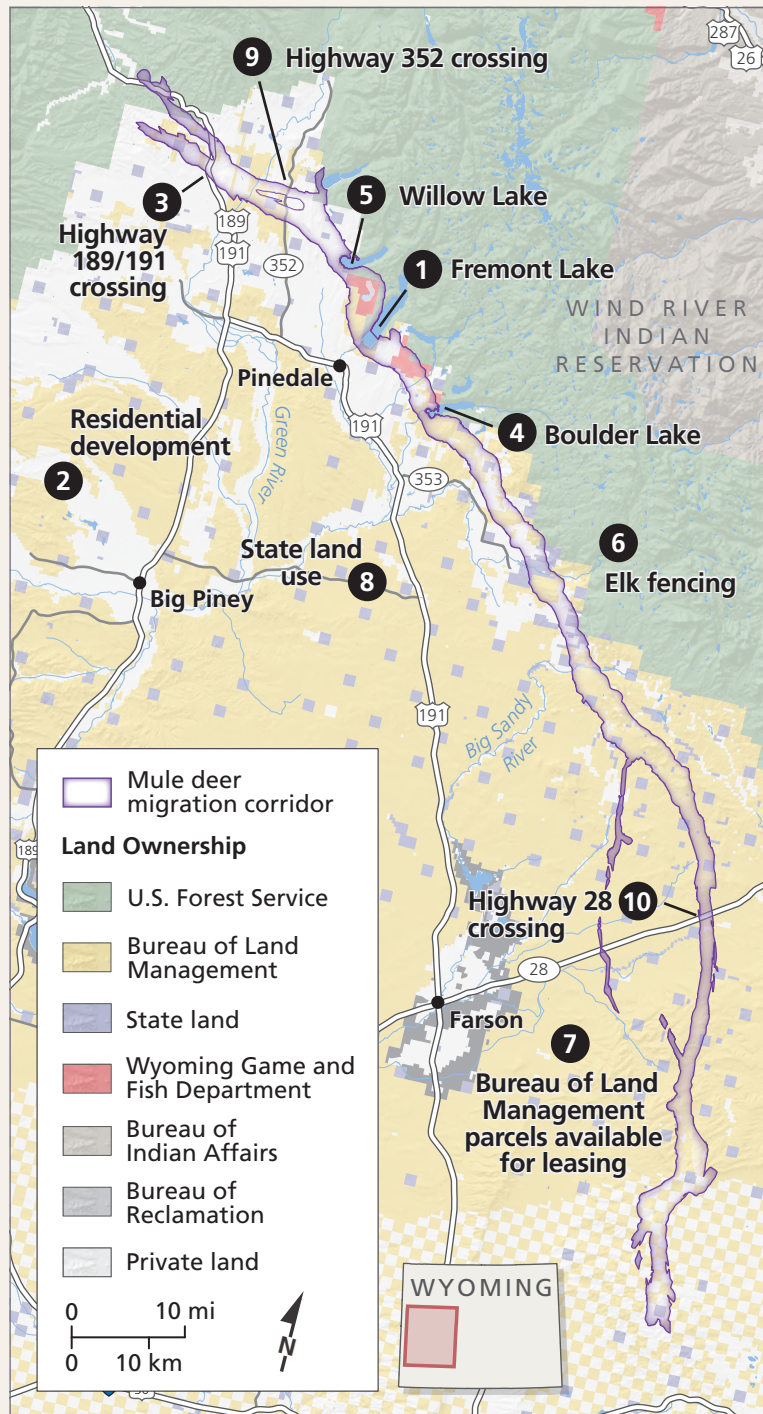 287
26
9 Highway 352 crossing
3
Highway
189/191
crossing
5 Willow Lake
189
191
352
1 Fremont Lake
WIND RIVER
INDIAN
RESERVATION
Pinedale
Green River
Residential
development
2
191
4 Boulder Lake
353
6
Elk fencing
State land
use 8
Big Piney
191
Big Sandy
River
Mule deer
migration corridor
Land Ownership
U.S. Forest Service
Bureau of Land
Management
State land
Wyoming Game and
Fish Department
Bureau of
Indian Affairs
Bureau of
Reclamation
Private land
0 10 mi
0 10 km
N
189
Highway 28 10
crossing
28
Farson
7
Bureau of Land
Management
parcels available
for leasing
WYOMING